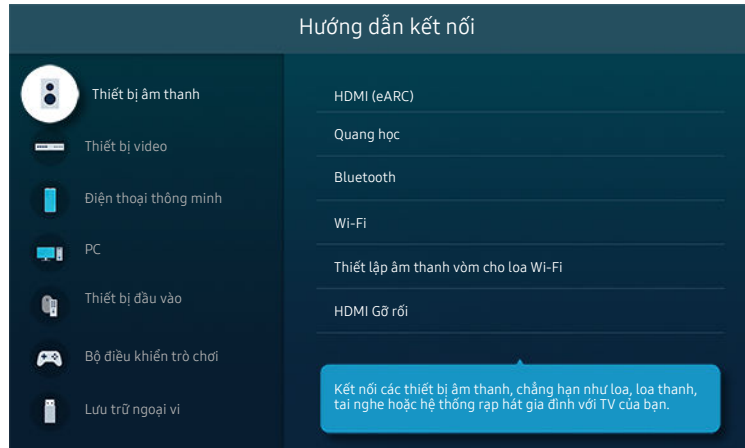 Hướng dẫn kết nối
Thiết bị âm thanh
Thiết bị video
Điện thoại thông minh
PC
Thiết bị đầu vào
Bộ điều khiển trò chơi
Lưu trữ ngoại vi
HDMI (eARC)
Quang học
Bluetooth
Wi-Fi
Thiết lập âm thanh vòm cho loa Wi-Fi
HDMI Gỡ rối
Kết nối các thiết bị âm thanh, chẳng hạn như loa, loa thanh,
tai nghe hoặc hệ thống rạp hát gia đình với TV của bạn.